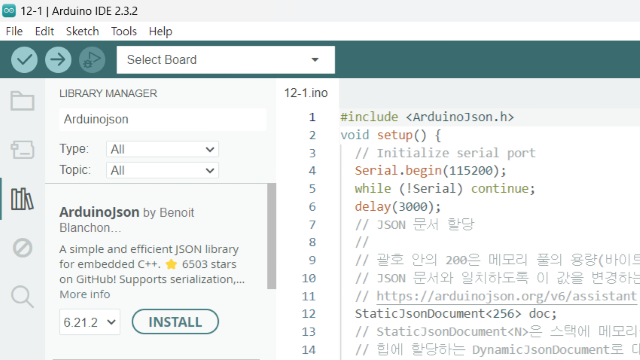 12-1 | Arduino IDE 2.3.2
File Edit Sketch Tools Help
Select Board
LIBRARY MANAGER
Arduinojson
Type: All
Topic: All
ArduinoJson by Benoit
Blanchon...
A simple and efficient JSON library
for embedded C++. ⭐ 6503 stars
on GitHub! Supports serialization,...
More info
6.21.2 INSTALL
12-1.ino
1 #include <ArduinoJson.h>
2 void setup() {
3 // Initialize serial port
4 Serial.begin(115200);
5 while (!Serial) continue;
6 delay(3000);
7 // JSON 문서 할당
8 //
9 // 괄호 안의 200은 메모리 풀의 용량(바이트
10 // JSON 문서와 일치하도록 이 값을 변경하는
11 // https://arduinojson.org/v6/assistant
12 StaticJsonDocument<256> doc;
13 // StaticJsonDocument<N>은 스택에 메모리
14 // 힙에 할당하는 DynamicJsonDocument로 대